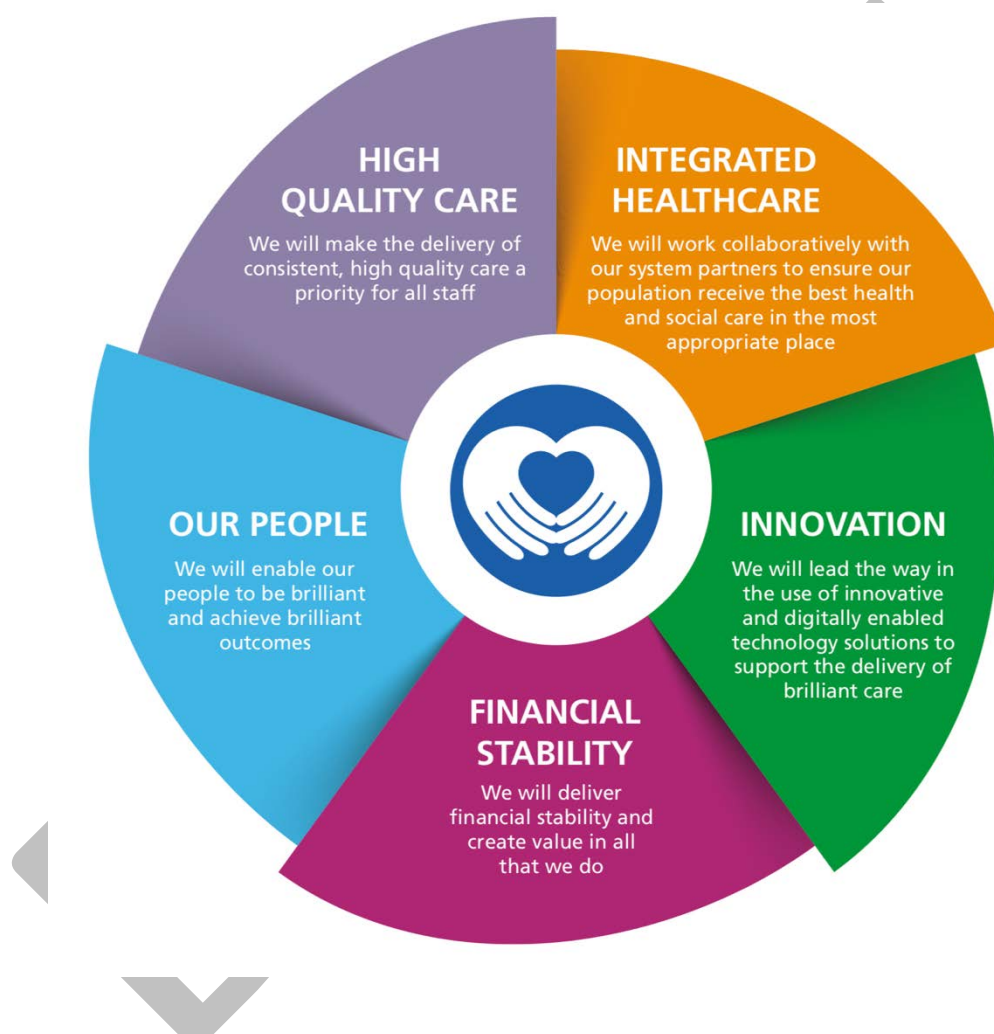 HIGH
QUALITY CARE
We will make the delivery of
consistent, high quality care a
priority for all staff
INTEGRATED
HEALTHCARE
We will work collaboratively with
our system partners to ensure our
population receive the best health
and social care in the most
appropriate place
OUR PEOPLE
We will enable our
people to be brilliant
and achieve brilliant
outcomes
INNOVATION
We will lead the way in
the use of innovative
and digitally enabled
technology solutions to
support the delivery of
brilliant care
FINANCIAL
STABILITY
We will deliver
financial stability and
create value in all
that we do